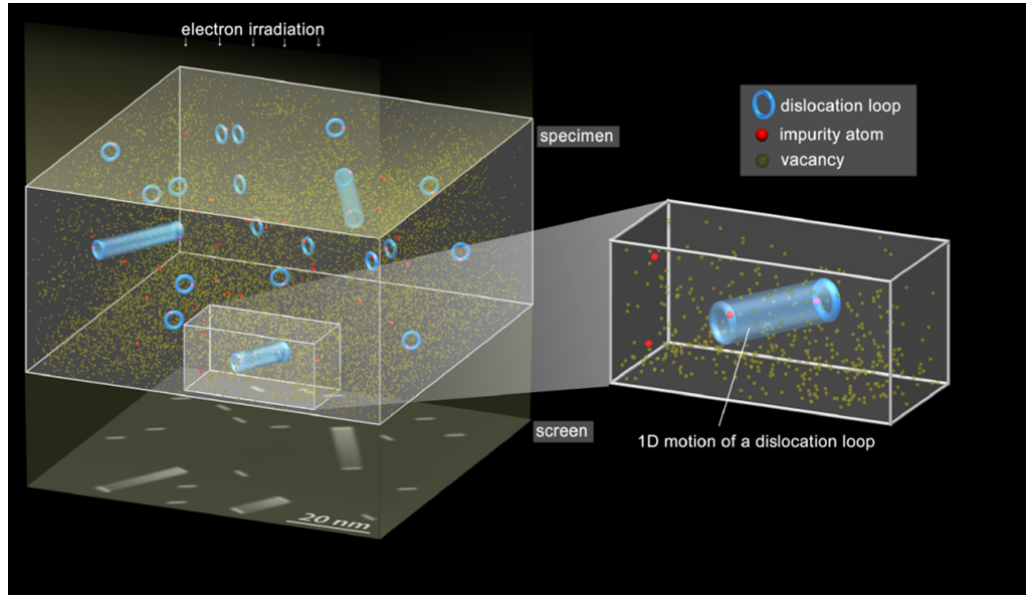 electron irradiation
specimen
dislocation loop
impurity atom
vacancy
screen
1D motion of a dislocation loop
20 nm